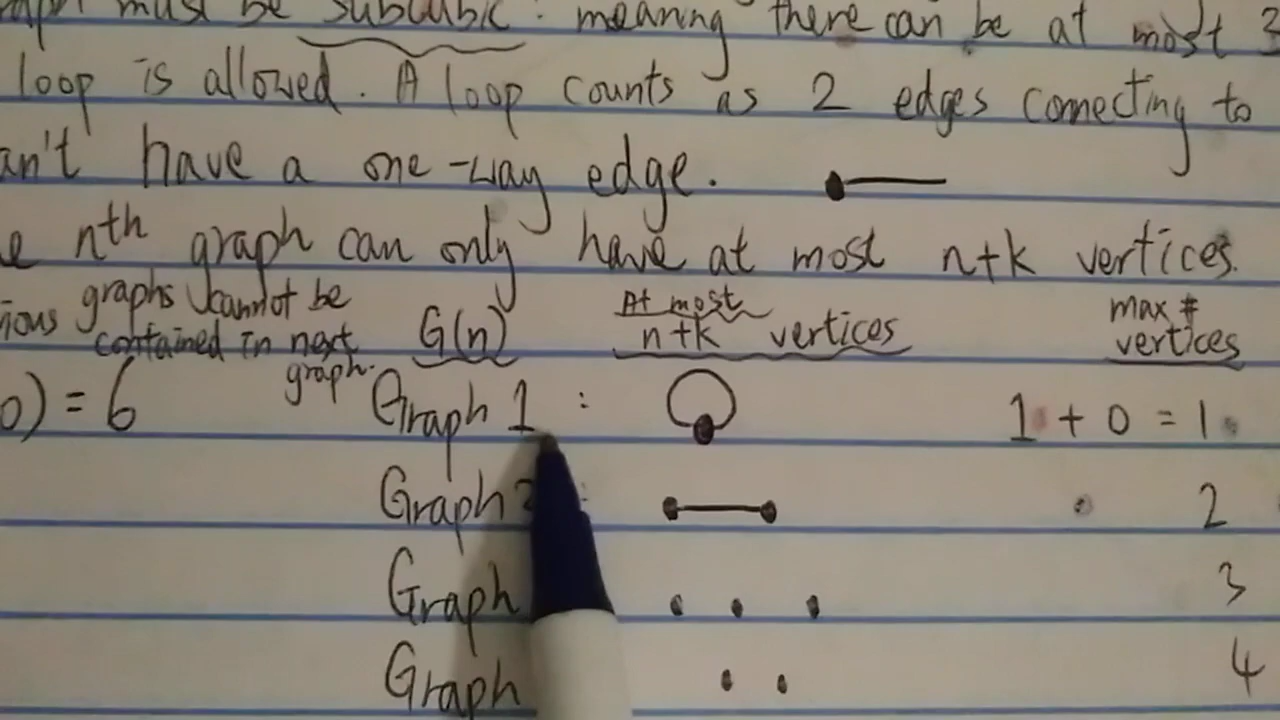 must be subcubic : meaning there can be at most 3
loop is allowed. A loop counts as 2 edges connecting to
an't have a one-way edge.
e nth graph can only have at most n+k vertices.
ious graphs cannot be contained in next graph.
G(n)
At most n+k vertices
max # vertices
o) = 6
Graph 1 : 1 + 0 = 1
Graph 2 : 2
Graph 3
Graph 4